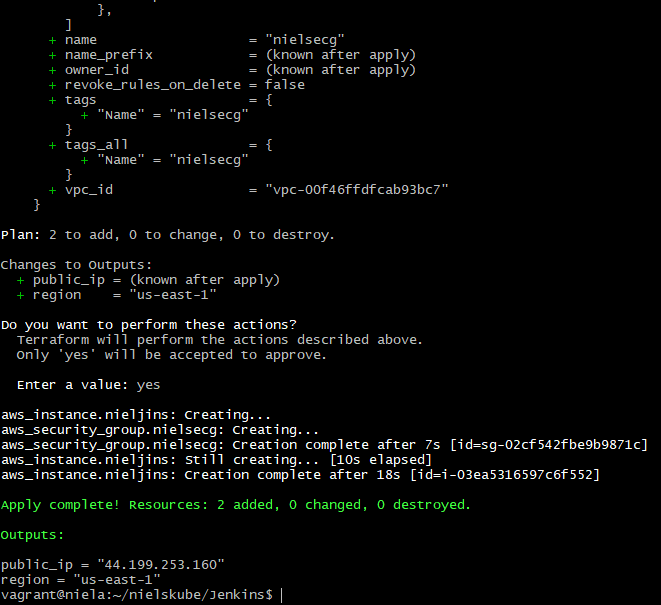 },
]
+ name = "nielsecg"
+ name_prefix = (known after apply)
+ owner_id = (known after apply)
+ revoke_rules_on_delete = false
+ tags = {
+ "Name" = "nielsecg"
}
+ tags_all = {
+ "Name" = "nielsecg"
}
+ vpc_id = "vpc-00f46ffdfcab93bc7"
}
Plan: 2 to add, 0 to change, 0 to destroy.
Changes to Outputs:
+ public_ip = (known after apply)
+ region = "us-east-1"
Do you want to perform these actions?
Terraform will perform the actions described above.
Only 'yes' will be accepted to approve.
Enter a value: yes
aws_instance.nieljins: Creating...
aws_security_group.nielsecg: Creating...
aws_security_group.nielsecg: Creation complete after 7s [id=sg-02cf542fbe9b9871c]
aws_instance.nieljins: Still creating... [10s elapsed]
aws_instance.nieljins: Creation complete after 18s [id=i-03ea5316597c6f552]
Apply complete! Resources: 2 added, 0 changed, 0 destroyed.
Outputs:
public_ip = "44.199.253.160"
region = "us-east-1"
vagrant@niela:~/nielskube/Jenkins$